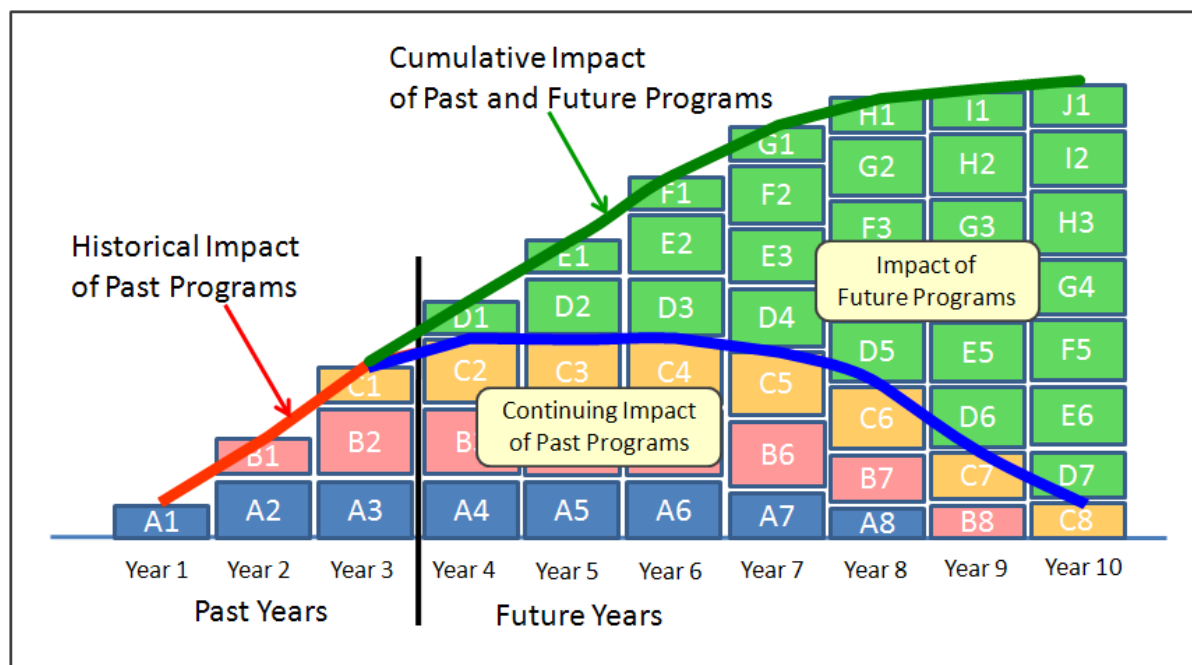 Cumulative Impact
of Past and Future Programs
Historical Impact
of Past Programs
H1 I1 J1
G1 G2 H2 I2
F1 F2 F3 G3 H3
E1 E2 E3 G4
Impact of
Future Programs
D1 D2 D3 D4 D5 E5 F5
C1 C2 C3 C4 C5 C6 D6 E6
Continuing Impact
of Past Programs
B1 B2 B6 B7 C7 D7
A1 A2 A3 A4 A5 A6 A7 A8 B8 C8
Year 1 Year 2 Year 3 Year 4 Year 5 Year 6 Year 7 Year 8 Year 9 Year 10
Past Years Future Years